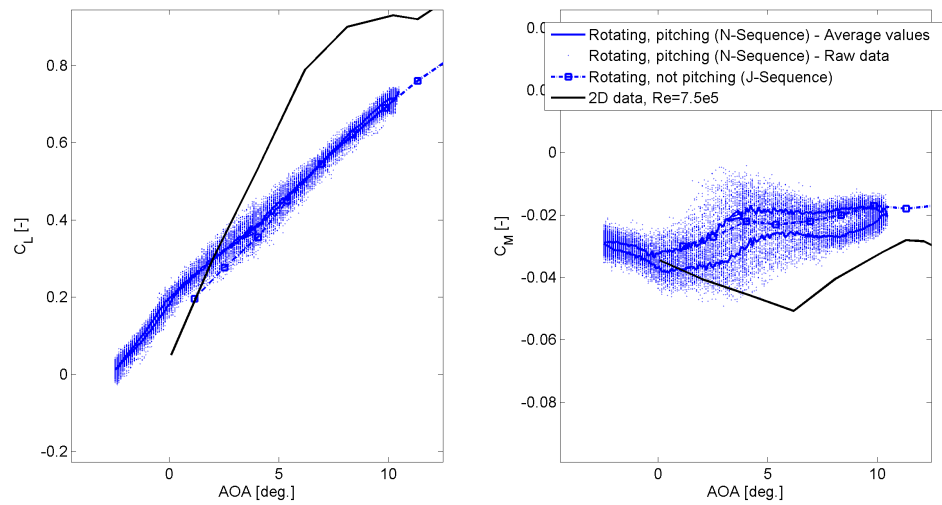 0.8
0.6
0.4
0.2
0
-0.2
0
5
10
AOA [deg.]
C_L [-]
0
-0.02
-0.04
-0.06
-0.08
0
5
10
AOA [deg.]
C_M [-]
Rotating, pitching (N-Sequence) - Average values
Rotating, pitching (N-Sequence) - Raw data
Rotating, not pitching (J-Sequence)
2D data, Re=7.5e5